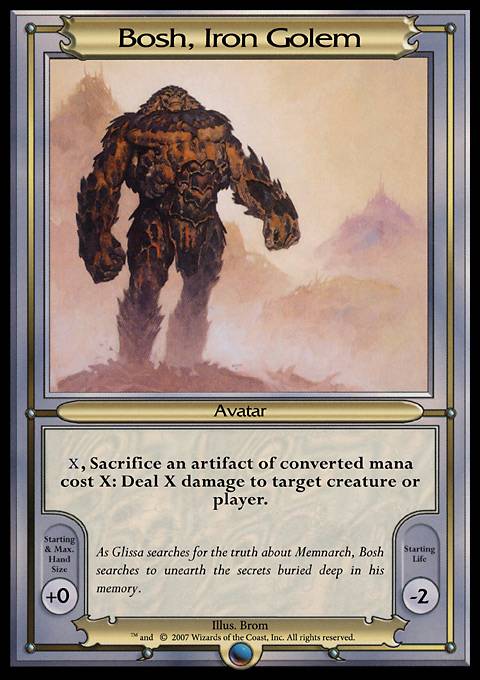 Bosh, Iron Golem
Avatar
X, Sacrifice an artifact of converted mana
cost X: Deal X damage to target creature or
player.
Starting
& Max.
Hand
Size
+0
As Glissa searches for the truth about Memnarch, Bosh
searches to unearth the secrets buried deep in his
memory.
Starting
Life
-2
Illus. Brom
™ and © 2007 Wizards of the Coast, Inc. All rights reserved.